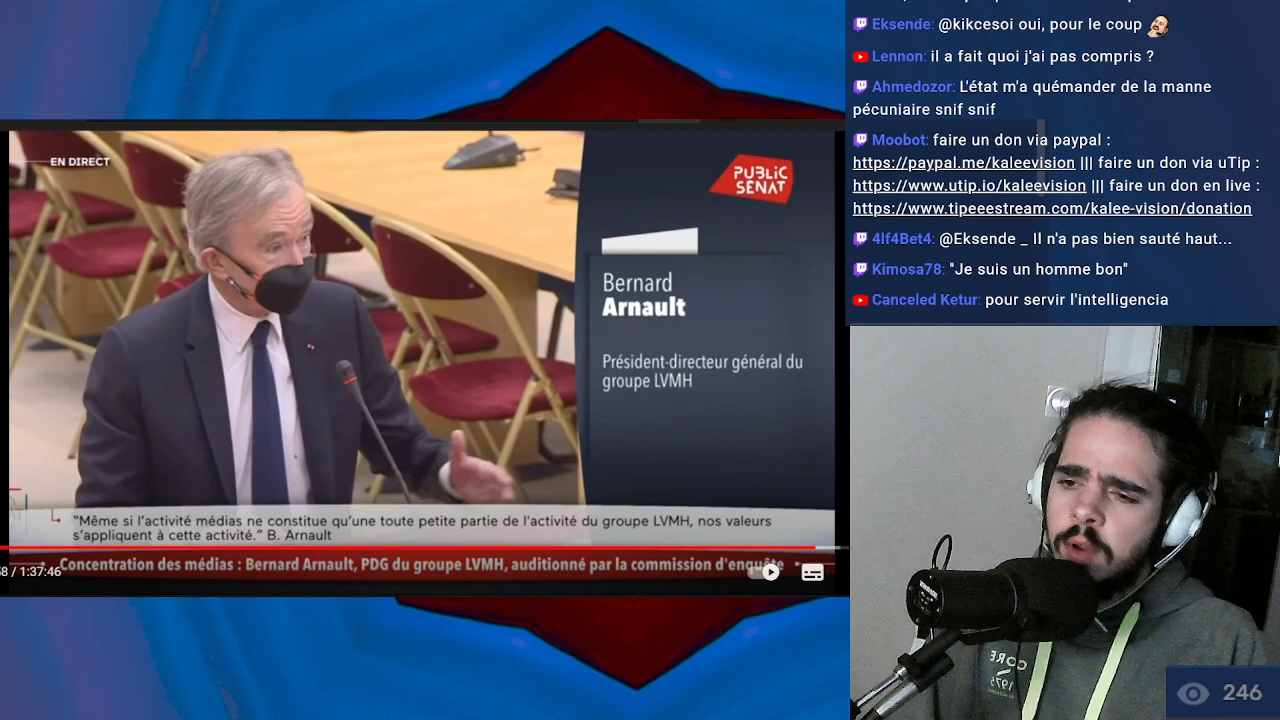 EN DIRECT
PUBLIC
SÉNAT
Bernard
Arnault
Président-directeur général du
groupe LVMH
"Même si l'activité médias ne constitue qu'une toute petite partie de l'activité du groupe LVMH, nos valeurs
s'appliquent à cette activité." B. Arnault
Concentration des médias : Bernard Arnault, PDG du groupe LVMH, auditionné par la commission d'enquête
8 / 1:37:46
Eksende: @kikcesoi oui, pour le coup
Lennon: il a fait quoi j'ai pas compris ?
Ahmedozor: L'état m'a quémander de la manne
pécuniaire snif snif
Moobot: faire un don via paypal :
https://paypal.me/kaleevision ||| faire un don via uTip :
https://www.utip.io/kaleevision ||| faire un don en live :
https://www.tipeeestream.com/kalee-vision/donation
4lf4Bet4: @Eksende _ Il n'a pas bien sauté haut...
Kimosa78: "Je suis un homme bon"
Canceled Ketur: pour servir l'intelligencia
CORE
1975
246